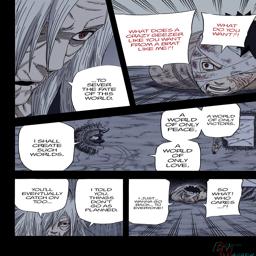 WHAT DO
YOU
WANT?!
WHAT DOES A
CRAZY GEEZER
LIKE YOU WANT
FROM A BRAT
LIKE ME?!
...TO
SEVER
THE FATE OF
THIS
WORLD.
A WORLD
OF ONLY
VICTORS.
A
WORLD
OF ONLY
PEACE.
A
WORLD OF
ONLY
LOVE.
I SHALL
CREATE
SUCH
WORLDS.
SO
WHAT!
WHO
CARES
...!?
...I JUST
WANNA GO
BACK... TO
EVERYONE!
I TOLD
YOU,
THINGS
DON'T GO
AS
PLANNED.
YOU'LL
EVENTUALLY
CATCH ON
TOO...